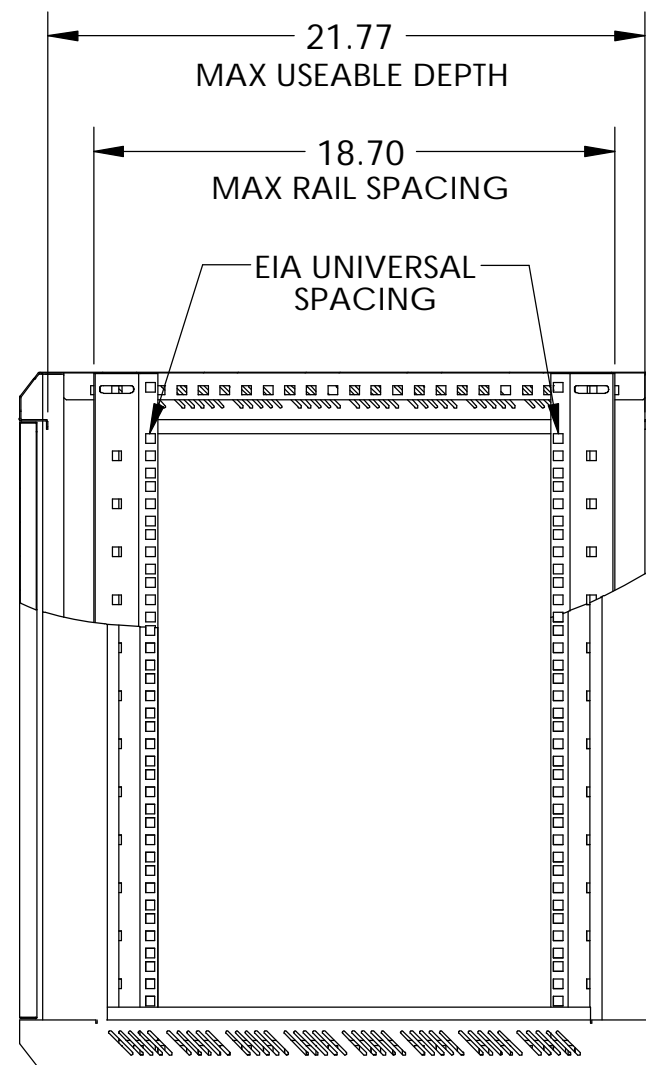 21.77
MAX USEABLE DEPTH
18.70
MAX RAIL SPACING
EIA UNIVERSAL
SPACING